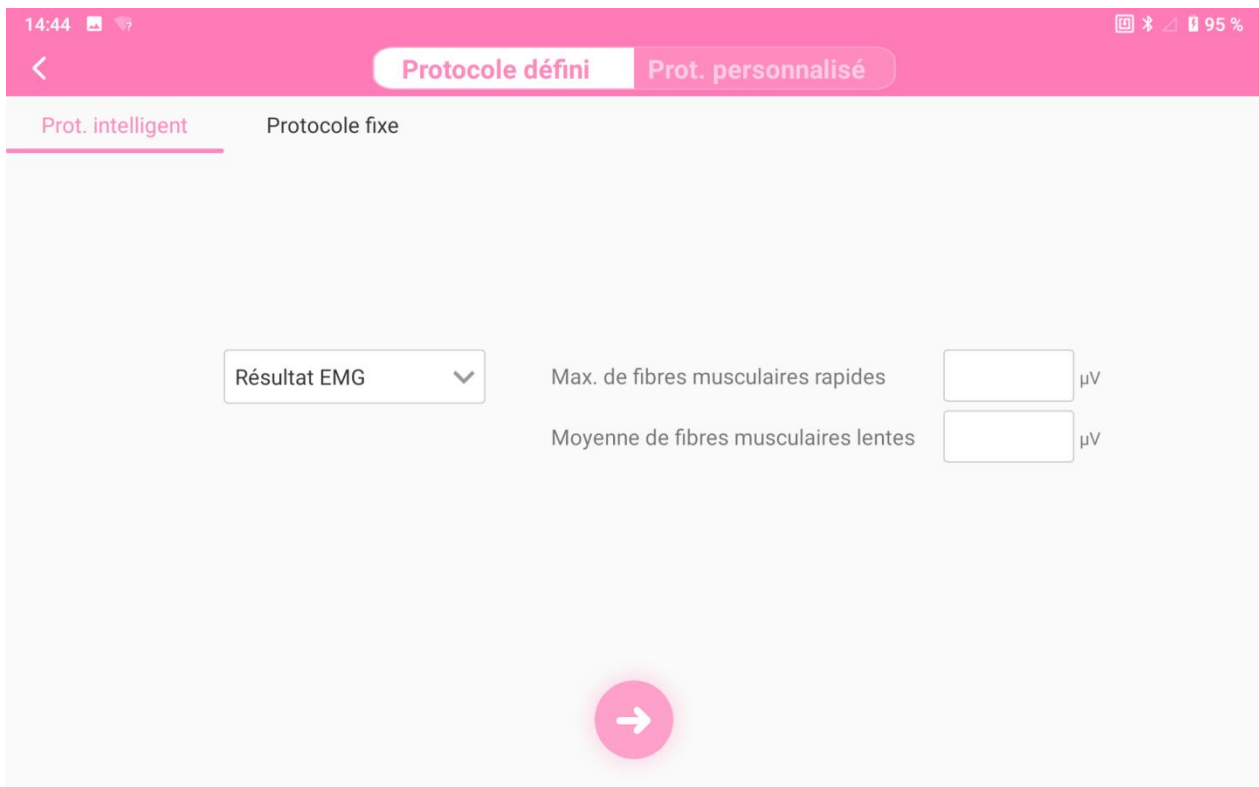 14:44 95 %
Protocole défini Prot. personnalisé
Prot. intelligent Protocole fixe
Résultat EMG Max. de fibres musculaires rapides µV
Moyenne de fibres musculaires lentes µV